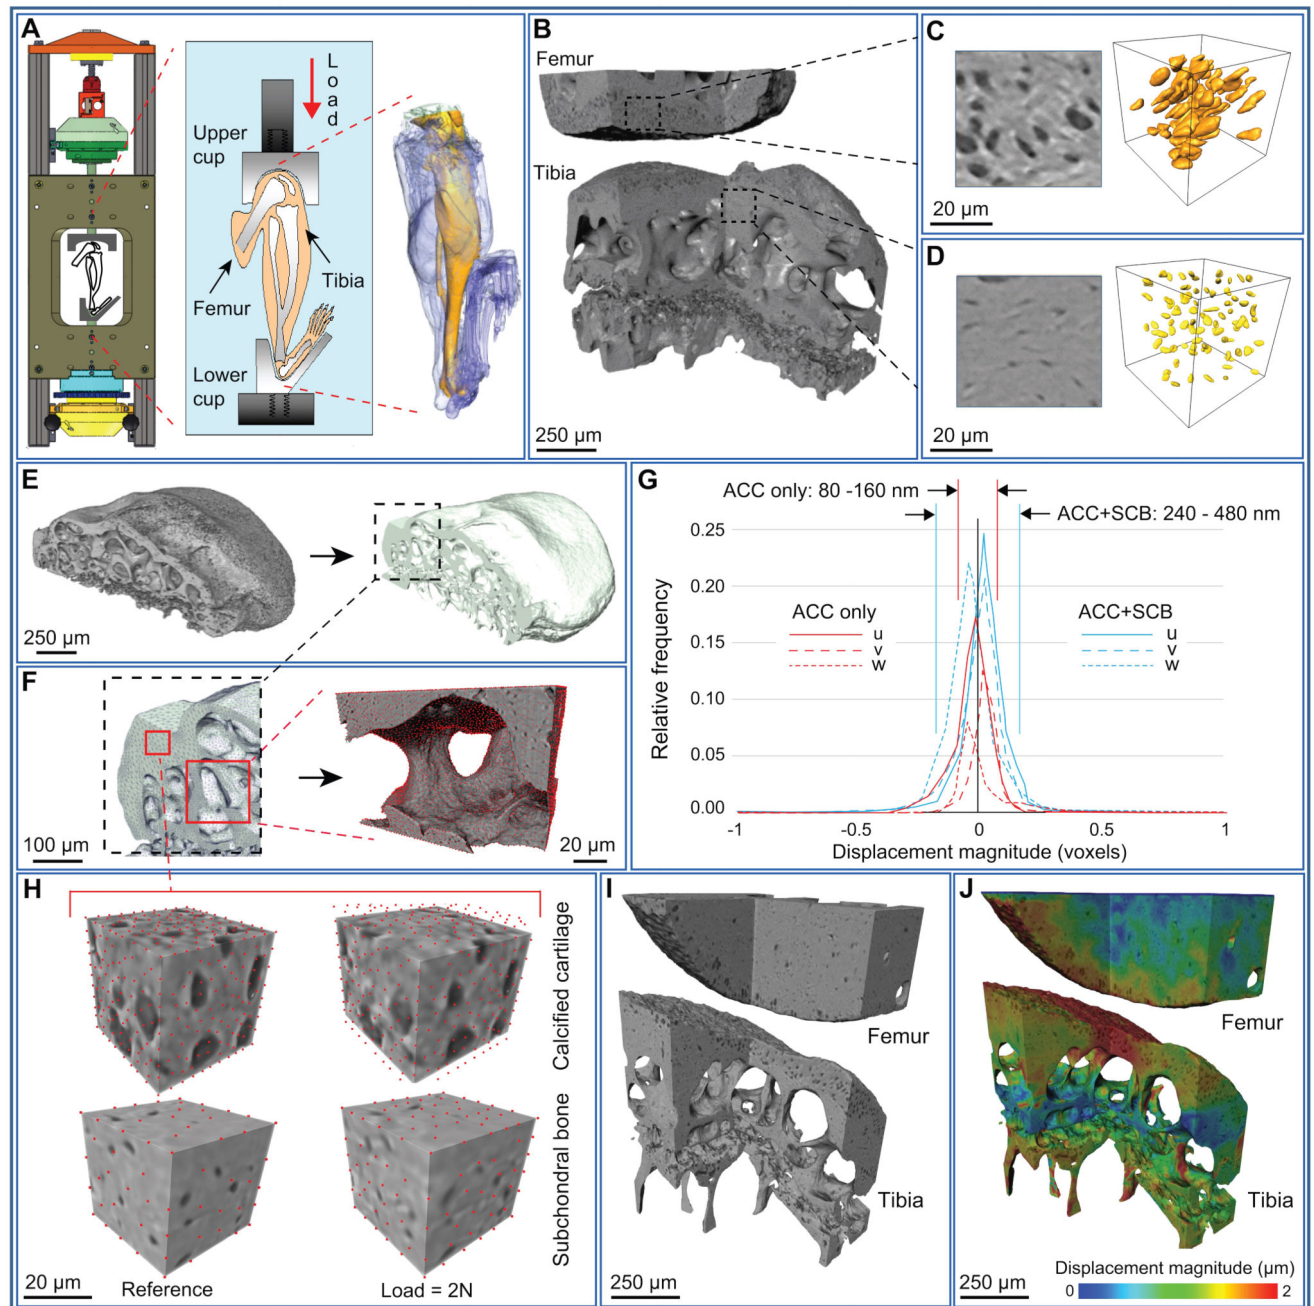 A
Load
Upper
cup
Femur
Tibia
Lower
cup
B
Femur
Tibia
250 µm
C
20 µm
D
20 µm
E
250 µm
F
100 µm
20 µm
G
ACC only: 80 -160 nm
ACC+SCB: 240 - 480 nm
0.25
0.20
0.15
0.10
0.05
0.00
Relative frequency
ACC only
u
v
w
ACC+SCB
u
v
w
-1
-0.5
0
0.5
1
Displacement magnitude (voxels)
H
Calcified cartilage
Subchondral bone
20 µm
Reference
Load = 2N
I
Femur
Tibia
250 µm
J
Femur
Tibia
Displacement magnitude (µm)
250 µm
0
2